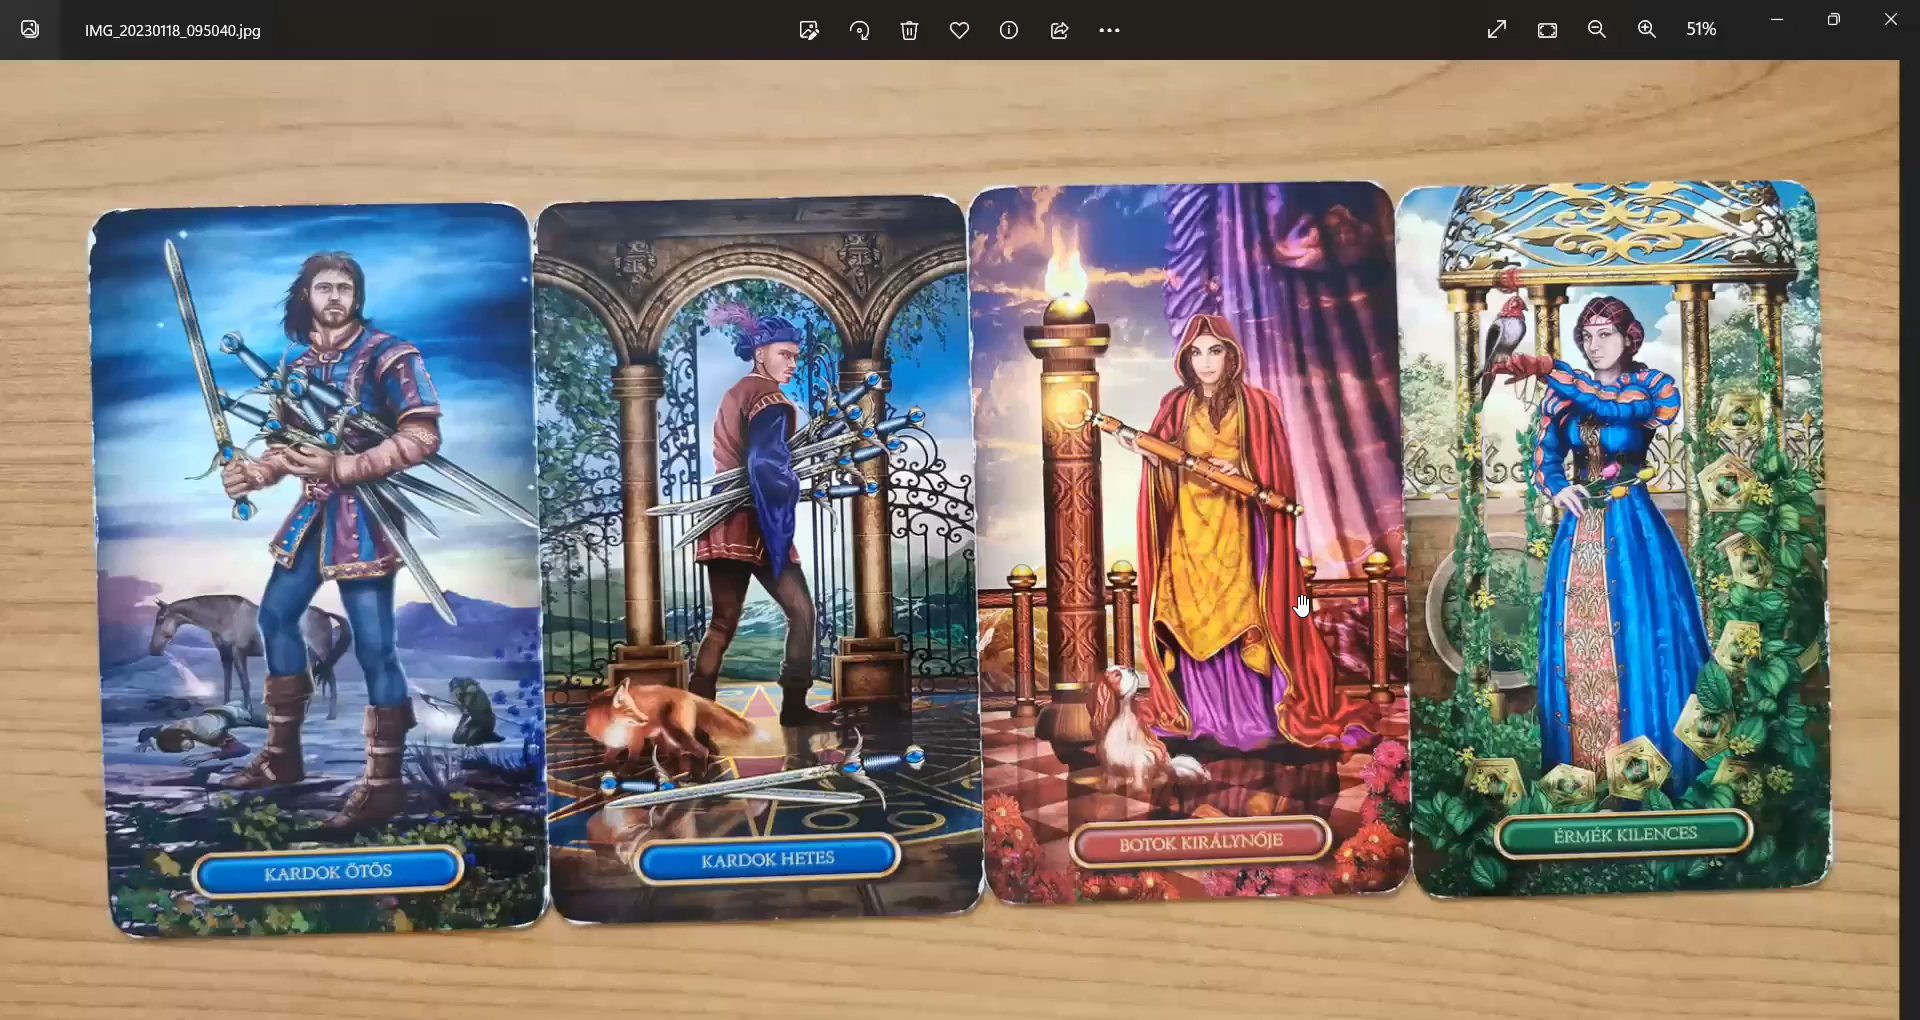 IMG_20230118_095040.jpg
51%
KARDOK ÖTÖS
KARDOK HETES
BOTOK KIRÁLYNŐJE
ÉRMÉK KILENCES